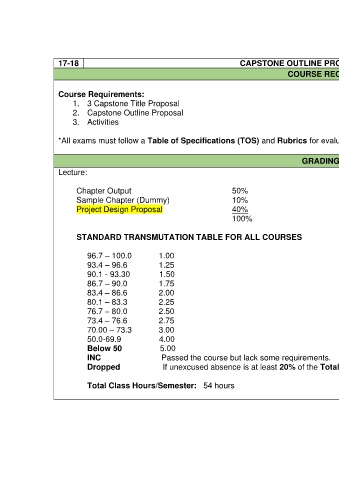 17-18 CAPSTONE OUTLINE PRO
COURSE REQ
Course Requirements:
1. 3 Capstone Title Proposal
2. Capstone Outline Proposal
3. Activities
*All exams must follow a Table of Specifications (TOS) and Rubrics for evalu
GRADING
Lecture:
Chapter Output 50%
Sample Chapter (Dummy) 10%
Project Design Proposal 40%
100%
STANDARD TRANSMUTATION TABLE FOR ALL COURSES
96.7 – 100.0 1.00
93.4 – 96.6 1.25
90.1 - 93.30 1.50
86.7 – 90.0 1.75
83.4 – 86.6 2.00
80.1 – 83.3 2.25
76.7 – 80.0 2.50
73.4 – 76.6 2.75
70.00 – 73.3 3.00
50.0-69.9 4.00
Below 50 5.00
INC Passed the course but lack some requirements.
Dropped If unexcused absence is at least 20% of the Total
Total Class Hours/Semester: 54 hours